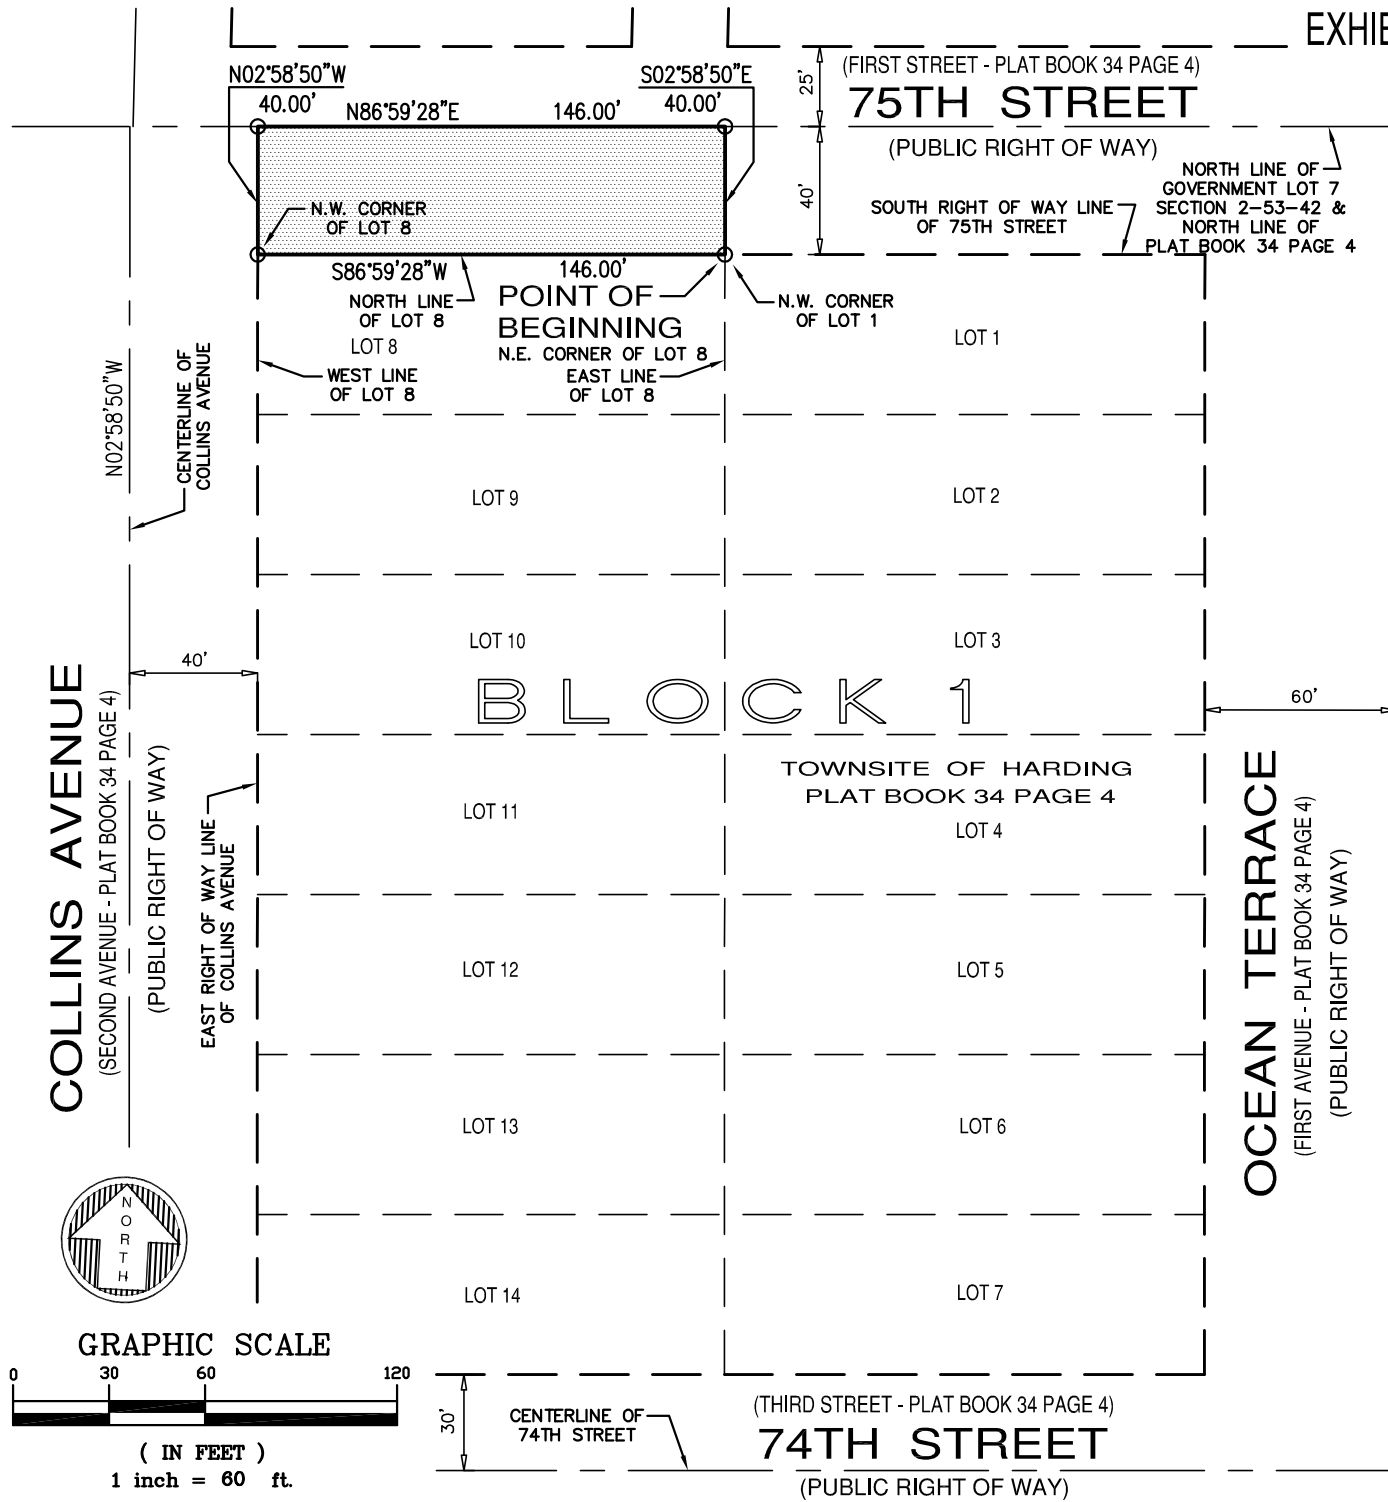 EXHIB
(FIRST STREET - PLAT BOOK 34 PAGE 4)
75TH STREET
(PUBLIC RIGHT OF WAY)
25'
40'
N02°58'50"W
40.00'
N86°59'28"E
146.00'
S02°58'50"E
40.00'
N.W. CORNER
OF LOT 8
SOUTH RIGHT OF WAY LINE
OF 75TH STREET
NORTH LINE OF
GOVERNMENT LOT 7
SECTION 2-53-42 &
NORTH LINE OF
PLAT BOOK 34 PAGE 4
S86°59'28"W
146.00'
NORTH LINE
OF LOT 8
POINT OF
BEGINNING
N.E. CORNER OF LOT 8
N.W. CORNER
OF LOT 1
LOT 8
LOT 1
WEST LINE
OF LOT 8
EAST LINE
OF LOT 8
N02°58'50"W
CENTERLINE OF
COLLINS AVENUE
LOT 9
LOT 2
LOT 10
LOT 3
40'
BLOCK 1
60'
TOWNSITE OF HARDING
PLAT BOOK 34 PAGE 4
LOT 11
LOT 4
COLLINS AVENUE
(SECOND AVENUE - PLAT BOOK 34 PAGE 4)
(PUBLIC RIGHT OF WAY)
EAST RIGHT OF WAY LINE
OF COLLINS AVENUE
OCEAN TERRACE
(FIRST AVENUE - PLAT BOOK 34 PAGE 4)
(PUBLIC RIGHT OF WAY)
LOT 12
LOT 5
LOT 13
LOT 6
LOT 14
LOT 7
NORTH
GRAPHIC SCALE
0 30 60 120
( IN FEET )
1 inch = 60 ft.
30'
CENTERLINE OF
74TH STREET
(THIRD STREET - PLAT BOOK 34 PAGE 4)
74TH STREET
(PUBLIC RIGHT OF WAY)